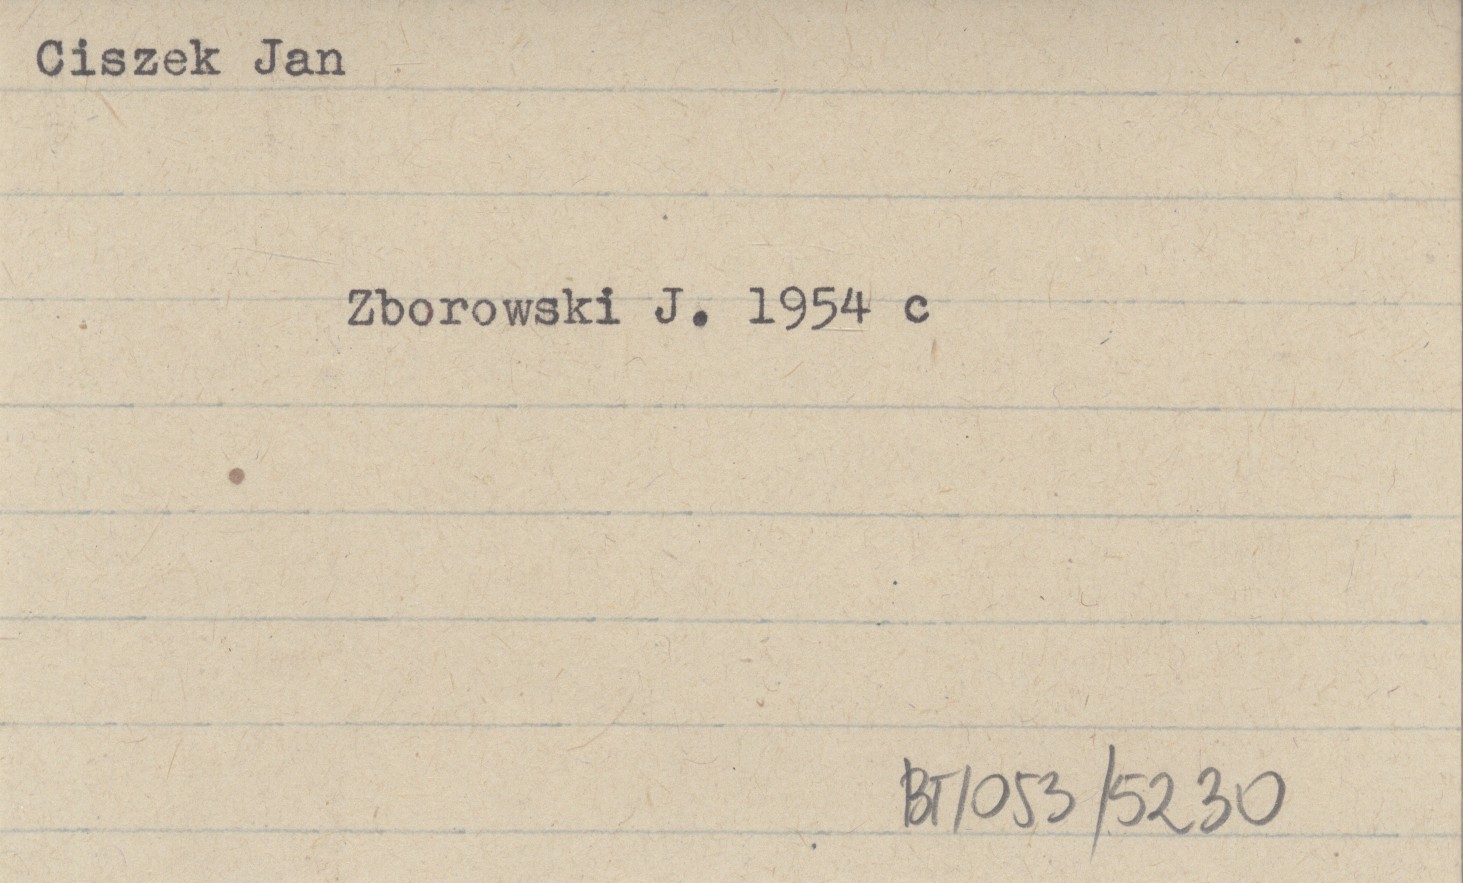 Ciszek Jan
Zborowski J. 1954 c
BT/053/5230